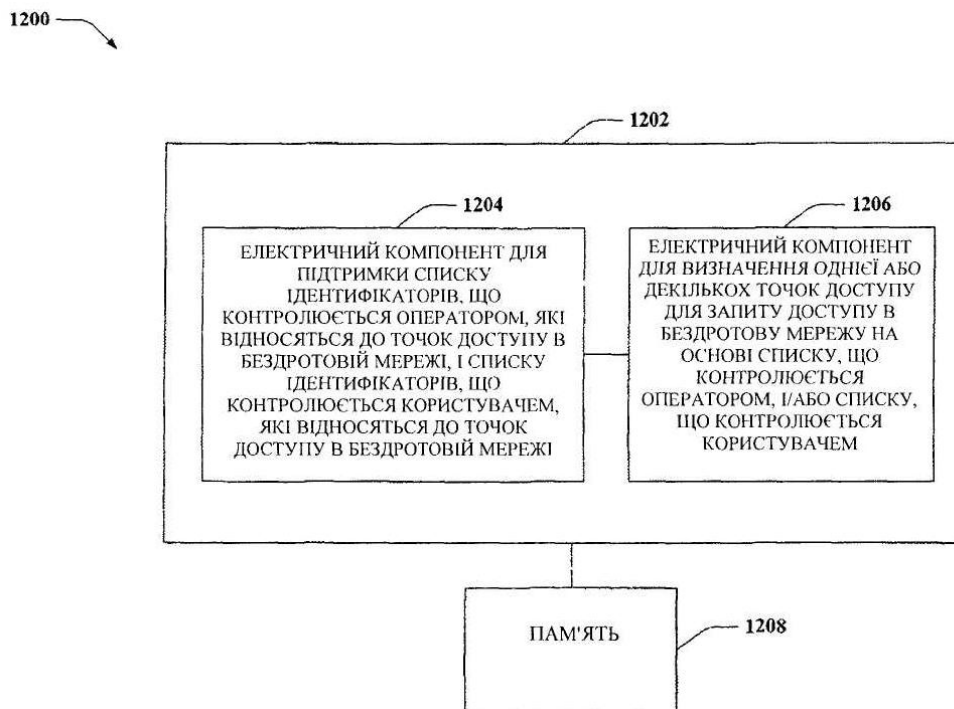 1200
1202
1204
ЕЛЕКТРИЧНИЙ КОМПОНЕНТ ДЛЯ
ПІДТРИМКИ СПИСКУ
ІДЕНТИФІКАТОРІВ, ЩО
КОНТРОЛЮЄТЬСЯ ОПЕРАТОРОМ, ЯКІ
ВІДНОСЯТЬСЯ ДО ТОЧОК ДОСТУПУ В
БЕЗДРОТОВІЙ МЕРЕЖІ, І СПИСКУ
ІДЕНТИФІКАТОРІВ, ЩО
КОНТРОЛЮЄТЬСЯ КОРИСТУВАЧЕМ,
ЯКІ ВІДНОСЯТЬСЯ ДО ТОЧОК
ДОСТУПУ В БЕЗДРОТОВІЙ МЕРЕЖІ
1206
ЕЛЕКТРИЧНИЙ КОМПОНЕНТ
ДЛЯ ВИЗНАЧЕННЯ ОДНІЄЇ АБО
ДЕКІЛЬКОХ ТОЧОК ДОСТУПУ
ДЛЯ ЗАПИТУ ДОСТУПУ В
БЕЗДРОТОВУ МЕРЕЖУ НА
ОСНОВІ СПИСКУ, ЩО
КОНТРОЛЮЄТЬСЯ
ОПЕРАТОРОМ, І/АБО СПИСКУ,
ЩО КОНТРОЛЮЄТЬСЯ
КОРИСТУВАЧЕМ
ПАМ'ЯТЬ
1208